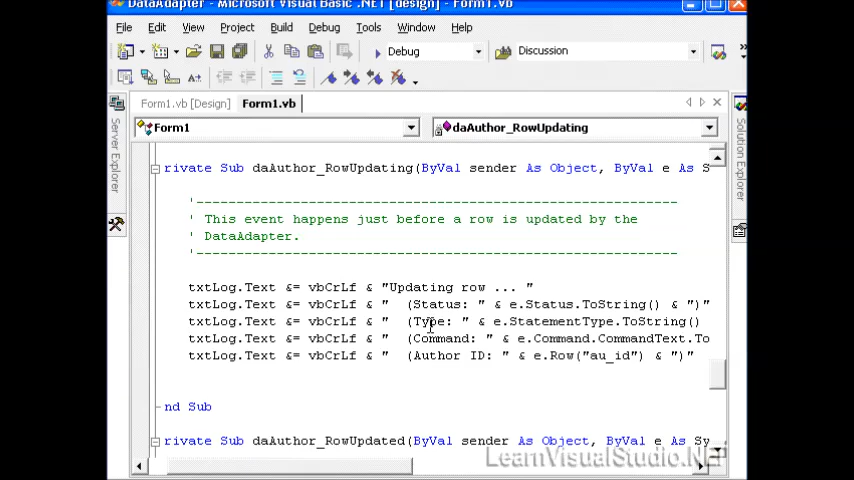 DataAdapter - Microsoft Visual Basic .NET [design] - Form1.vb
File Edit View Project Build Debug Tools Window Help
Debug Discussion
Form1.vb [Design] Form1.vb
Form1 daAuthor_RowUpdating
Server Explorer
Solution Explorer
rivate Sub daAuthor_RowUpdating(ByVal sender As Object, ByVal e As S
'---------------------------------------------------------
' This event happens just before a row is updated by the
' DataAdapter.
'---------------------------------------------------------
txtLog.Text &= vbCrLf & "Updating row ... "
txtLog.Text &= vbCrLf & "   (Status: " & e.Status.ToString() & ")"
txtLog.Text &= vbCrLf & "   (Type: " & e.StatementType.ToString()
txtLog.Text &= vbCrLf & "   (Command: " & e.Command.CommandText.To
txtLog.Text &= vbCrLf & "   (Author ID: " & e.Row("au_id") & ")"
nd Sub
rivate Sub daAuthor_RowUpdated(ByVal sender As Object, ByVal e As Sy
LearnVisualStudio.NET